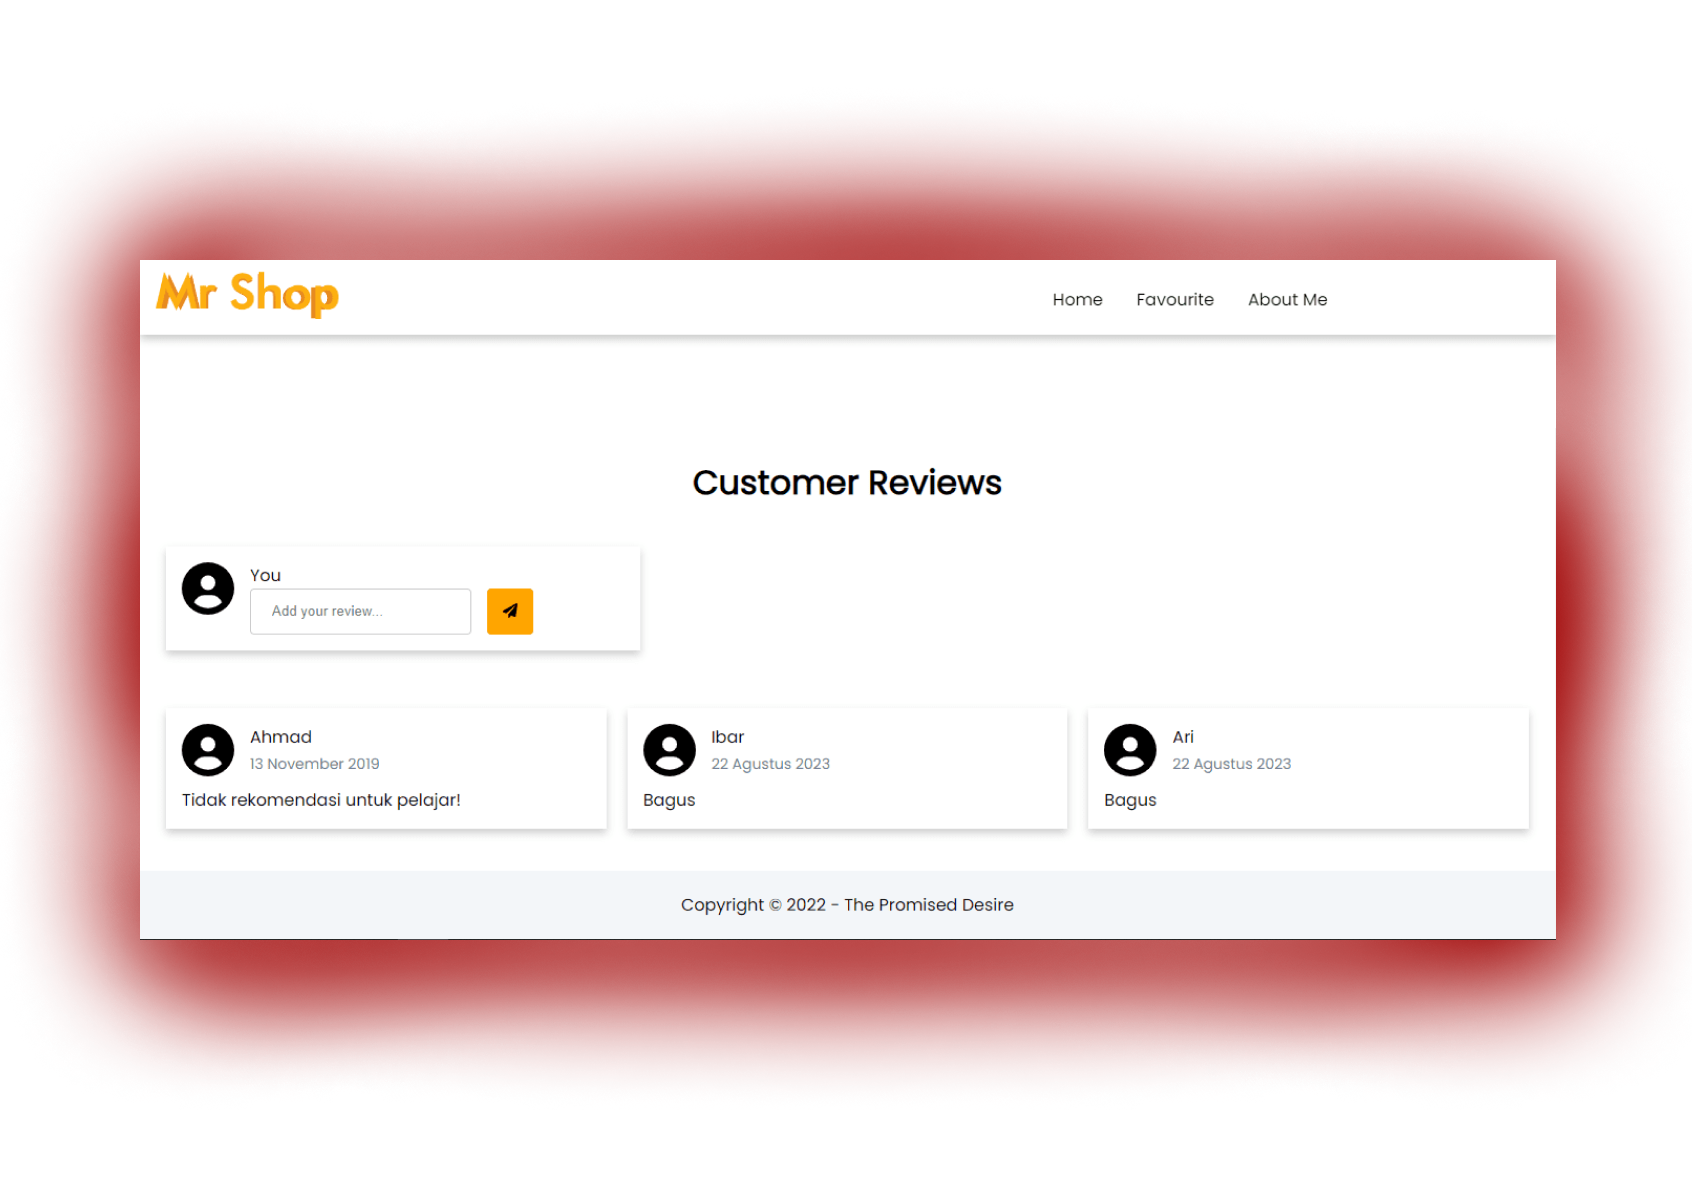 Mr Shop
Home Favourite About Me
Customer Reviews
You
Add your review...
Ahmad
13 November 2019
Tidak rekomendasi untuk pelajar!
Ibar
22 Agustus 2023
Bagus
Ari
22 Agustus 2023
Bagus
Copyright © 2022 - The Promised Desire